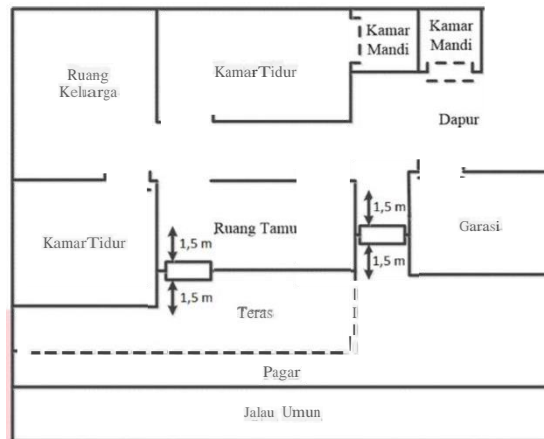 Kamar
Mandi
Kamar
Mandi
Ruang
Keluarga
KamarTidur
Dapur
KamarTidur
1,5 m
Ruang Tamu
1,5 m
Garasi
1,5 m
1,5 m
Teras
Pagar
Jalau Umun